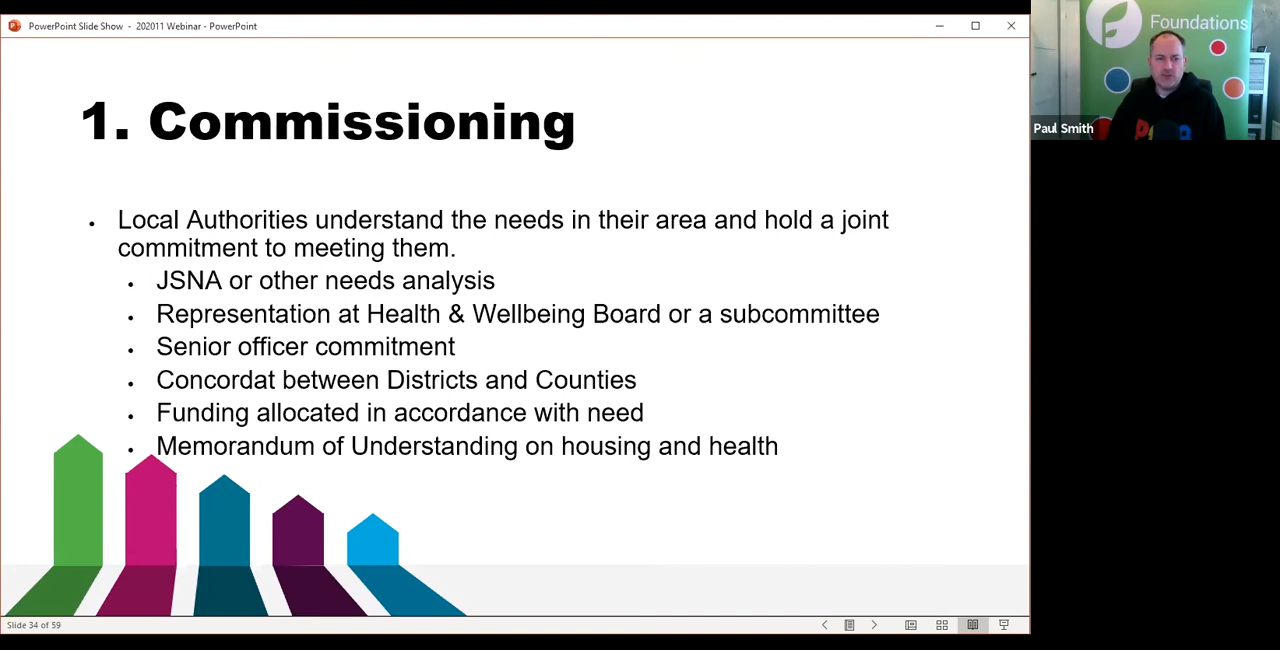 PowerPoint Slide Show - 202011 Webinar - PowerPoint
Foundations
Paul Smith
1. Commissioning
Local Authorities understand the needs in their area and hold a joint
commitment to meeting them.
JSNA or other needs analysis
Representation at Health & Wellbeing Board or a subcommittee
Senior officer commitment
Concordat between Districts and Counties
Funding allocated in accordance with need
Memorandum of Understanding on housing and health
Slide 34 of 59